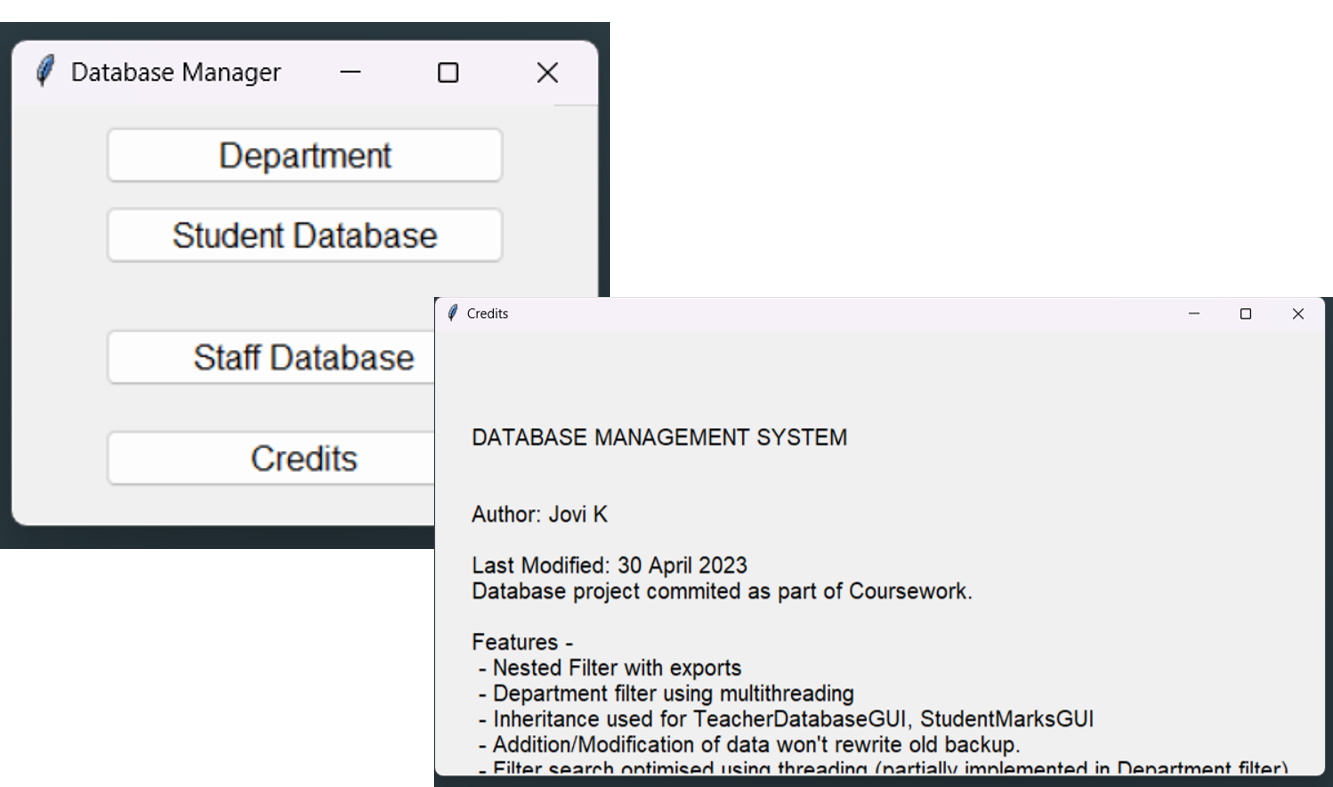 Database Manager
Department
Student Database
Staff Database
Credits
Credits
DATABASE MANAGEMENT SYSTEM
Author: Jovi K
Last Modified: 30 April 2023
Database project commited as part of Coursework.
Features -
- Nested Filter with exports
- Department filter using multithreading
- Inheritance used for TeacherDatabaseGUI, StudentMarksGUI
- Addition/Modification of data won't rewrite old backup.
- Filter search optimised using threading (partially implemented in Department filter)